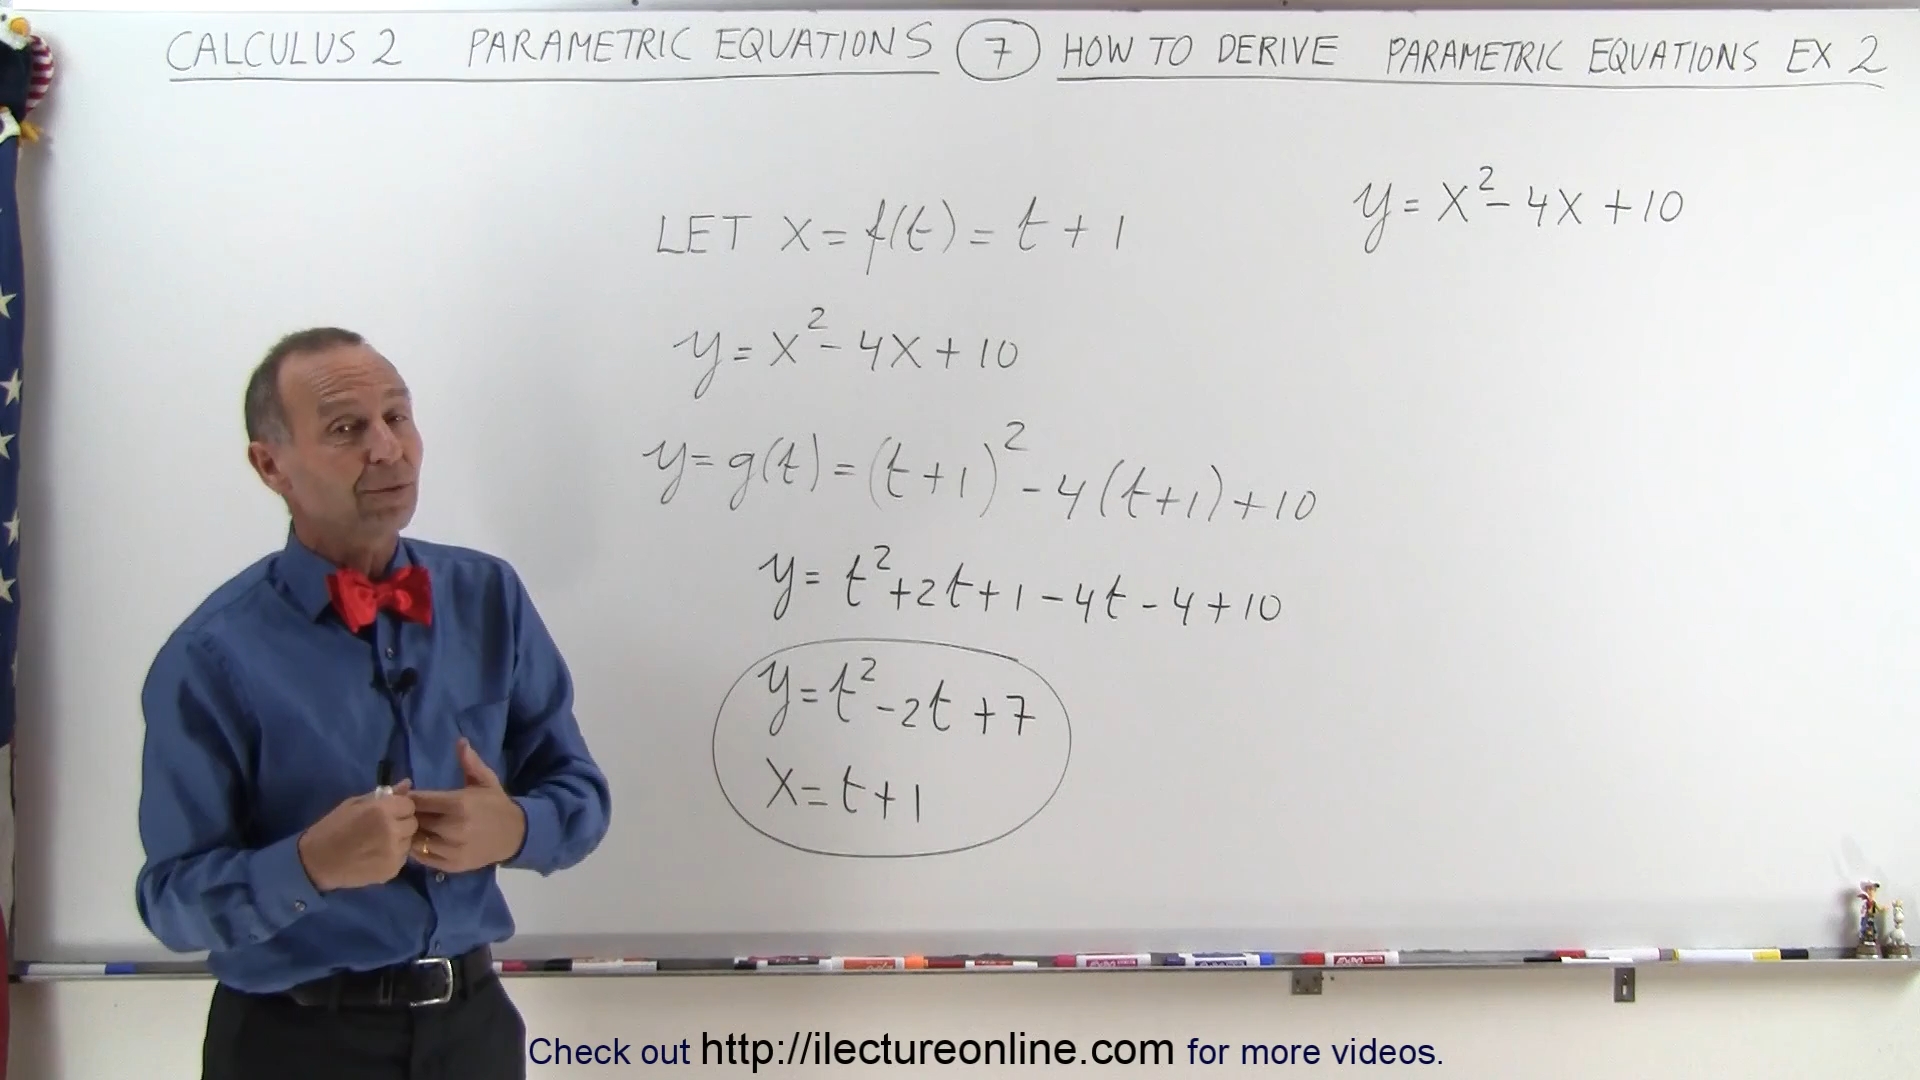 CALCULUS 2 PARAMETRIC EQUATIONS 7 HOW TO DERIVE PARAMETRIC EQUATIONS EX 2
y = x² - 4x + 10
LET x = f(t) = t + 1
y = x² - 4x + 10
y = g(t) = (t+1)² - 4(t+1) + 10
y = t² + 2t + 1 - 4t - 4 + 10
y = t² - 2t + 7
x = t + 1
Check out http://ilectureonline.com for more videos.